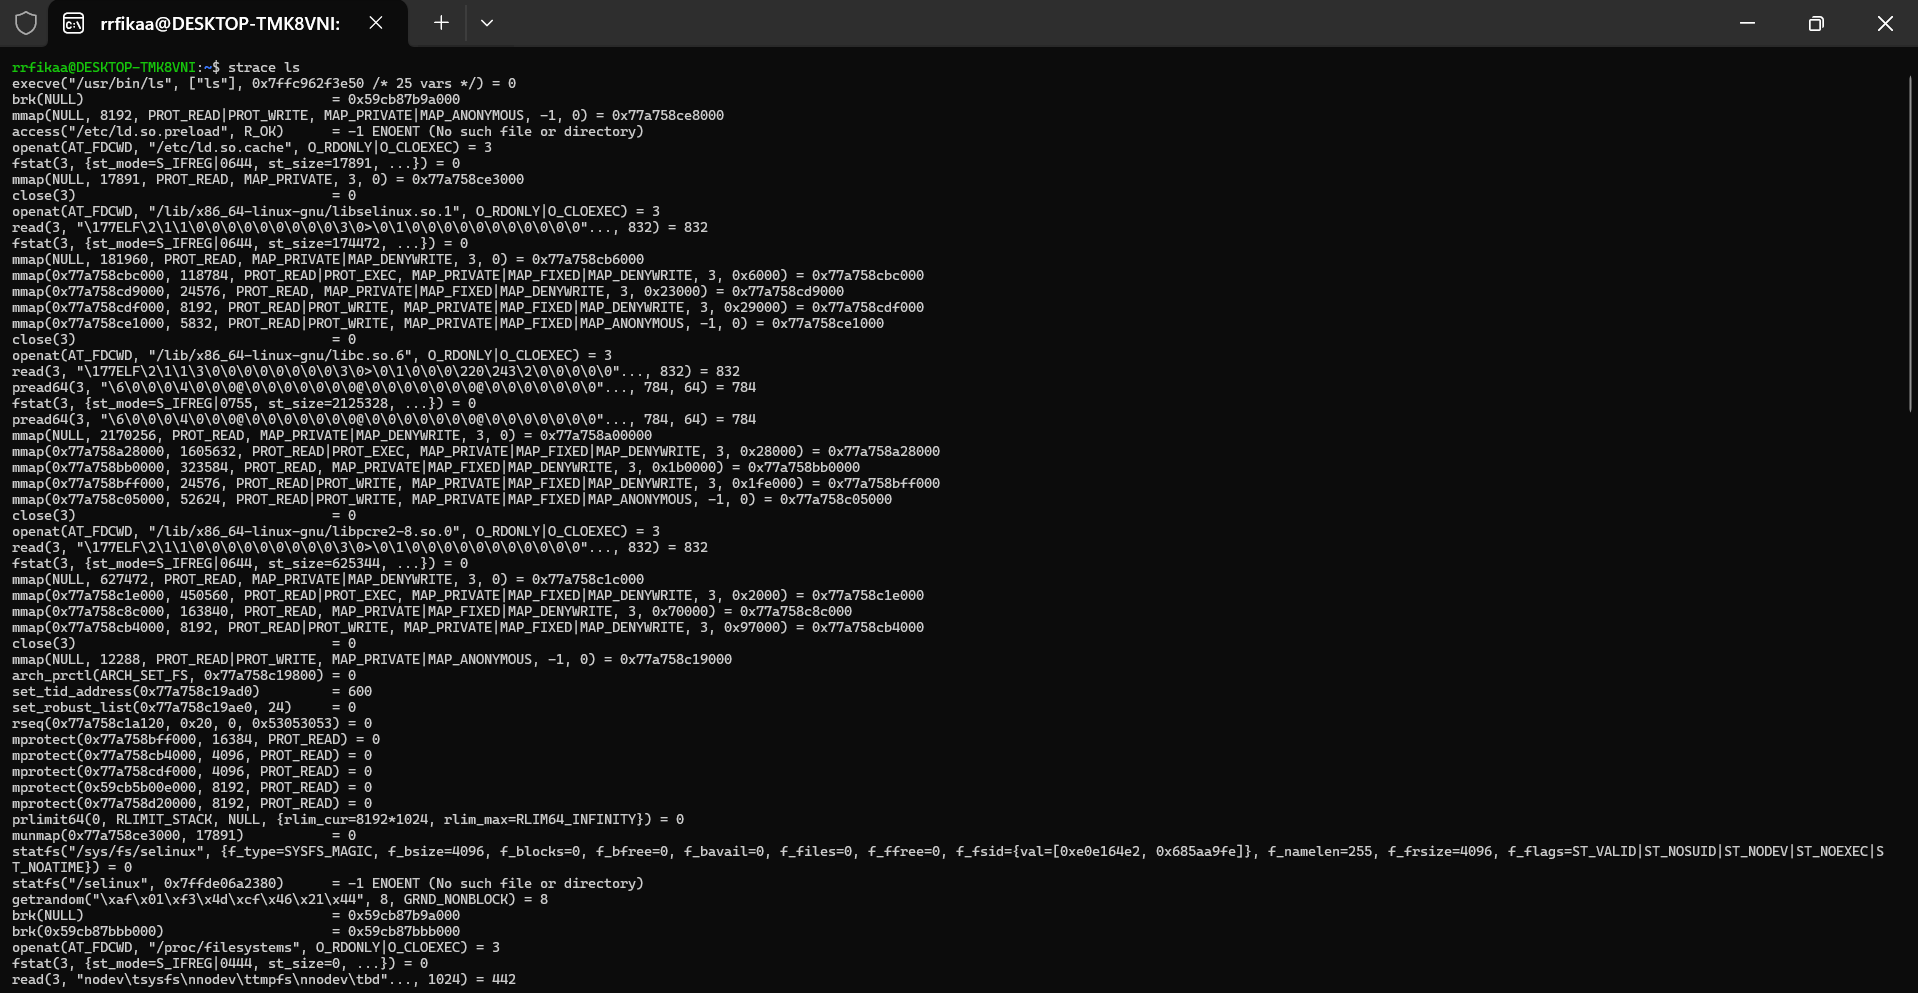 rrfikaa@DESKTOP-TMK8VNI:
rrfikaa@DESKTOP-TMK8VNI:~$ strace ls
execve("/usr/bin/ls", ["ls"], 0x7ffc962f3e50 /* 25 vars */) = 0
brk(NULL)                               = 0x59cb87b9a000
mmap(NULL, 8192, PROT_READ|PROT_WRITE, MAP_PRIVATE|MAP_ANONYMOUS, -1, 0) = 0x77a758ce8000
access("/etc/ld.so.preload", R_OK)      = -1 ENOENT (No such file or directory)
openat(AT_FDCWD, "/etc/ld.so.cache", O_RDONLY|O_CLOEXEC) = 3
fstat(3, {st_mode=S_IFREG|0644, st_size=17891, ...}) = 0
mmap(NULL, 17891, PROT_READ, MAP_PRIVATE, 3, 0) = 0x77a758ce3000
close(3)                                = 0
openat(AT_FDCWD, "/lib/x86_64-linux-gnu/libselinux.so.1", O_RDONLY|O_CLOEXEC) = 3
read(3, "\177ELF\2\1\1\0\0\0\0\0\0\0\0\0\3\0>\0\1\0\0\0\0\0\0\0\0\0\0\0"..., 832) = 832
fstat(3, {st_mode=S_IFREG|0644, st_size=174472, ...}) = 0
mmap(NULL, 181960, PROT_READ, MAP_PRIVATE|MAP_DENYWRITE, 3, 0) = 0x77a758cb6000
mmap(0x77a758cbc000, 118784, PROT_READ|PROT_EXEC, MAP_PRIVATE|MAP_FIXED|MAP_DENYWRITE, 3, 0x6000) = 0x77a758cbc000
mmap(0x77a758cd9000, 24576, PROT_READ, MAP_PRIVATE|MAP_FIXED|MAP_DENYWRITE, 3, 0x23000) = 0x77a758cd9000
mmap(0x77a758cdf000, 8192, PROT_READ|PROT_WRITE, MAP_PRIVATE|MAP_FIXED|MAP_DENYWRITE, 3, 0x29000) = 0x77a758cdf000
mmap(0x77a758ce1000, 5832, PROT_READ|PROT_WRITE, MAP_PRIVATE|MAP_FIXED|MAP_ANONYMOUS, -1, 0) = 0x77a758ce1000
close(3)                                = 0
openat(AT_FDCWD, "/lib/x86_64-linux-gnu/libc.so.6", O_RDONLY|O_CLOEXEC) = 3
read(3, "\177ELF\2\1\1\3\0\0\0\0\0\0\0\0\3\0>\0\1\0\0\0\220\243\2\0\0\0\0\0"..., 832) = 832
pread64(3, "\6\0\0\0\4\0\0\0@\0\0\0\0\0\0\0@\0\0\0\0\0\0\0@\0\0\0\0\0\0\0"..., 784, 64) = 784
fstat(3, {st_mode=S_IFREG|0755, st_size=2125328, ...}) = 0
pread64(3, "\6\0\0\0\4\0\0\0@\0\0\0\0\0\0\0@\0\0\0\0\0\0\0@\0\0\0\0\0\0\0"..., 784, 64) = 784
mmap(NULL, 2170256, PROT_READ, MAP_PRIVATE|MAP_DENYWRITE, 3, 0) = 0x77a758a00000
mmap(0x77a758a28000, 1605632, PROT_READ|PROT_EXEC, MAP_PRIVATE|MAP_FIXED|MAP_DENYWRITE, 3, 0x28000) = 0x77a758a28000
mmap(0x77a758bb0000, 323584, PROT_READ, MAP_PRIVATE|MAP_FIXED|MAP_DENYWRITE, 3, 0x1b0000) = 0x77a758bb0000
mmap(0x77a758bff000, 24576, PROT_READ|PROT_WRITE, MAP_PRIVATE|MAP_FIXED|MAP_DENYWRITE, 3, 0x1fe000) = 0x77a758bff000
mmap(0x77a758c05000, 52624, PROT_READ|PROT_WRITE, MAP_PRIVATE|MAP_FIXED|MAP_ANONYMOUS, -1, 0) = 0x77a758c05000
close(3)                                = 0
openat(AT_FDCWD, "/lib/x86_64-linux-gnu/libpcre2-8.so.0", O_RDONLY|O_CLOEXEC) = 3
read(3, "\177ELF\2\1\1\0\0\0\0\0\0\0\0\0\3\0>\0\1\0\0\0\0\0\0\0\0\0\0\0"..., 832) = 832
fstat(3, {st_mode=S_IFREG|0644, st_size=625344, ...}) = 0
mmap(NULL, 627472, PROT_READ, MAP_PRIVATE|MAP_DENYWRITE, 3, 0) = 0x77a758c1c000
mmap(0x77a758c1e000, 450560, PROT_READ|PROT_EXEC, MAP_PRIVATE|MAP_FIXED|MAP_DENYWRITE, 3, 0x2000) = 0x77a758c1e000
mmap(0x77a758c8c000, 163840, PROT_READ, MAP_PRIVATE|MAP_FIXED|MAP_DENYWRITE, 3, 0x70000) = 0x77a758c8c000
mmap(0x77a758cb4000, 8192, PROT_READ|PROT_WRITE, MAP_PRIVATE|MAP_FIXED|MAP_DENYWRITE, 3, 0x97000) = 0x77a758cb4000
close(3)                                = 0
mmap(NULL, 12288, PROT_READ|PROT_WRITE, MAP_PRIVATE|MAP_ANONYMOUS, -1, 0) = 0x77a758c19000
arch_prctl(ARCH_SET_FS, 0x77a758c19800) = 0
set_tid_address(0x77a758c19ad0)         = 600
set_robust_list(0x77a758c19ae0, 24)     = 0
rseq(0x77a758c1a120, 0x20, 0, 0x53053053) = 0
mprotect(0x77a758bff000, 16384, PROT_READ) = 0
mprotect(0x77a758cb4000, 4096, PROT_READ) = 0
mprotect(0x77a758cdf000, 4096, PROT_READ) = 0
mprotect(0x59cb5b00e000, 8192, PROT_READ) = 0
mprotect(0x77a758d20000, 8192, PROT_READ) = 0
prlimit64(0, RLIMIT_STACK, NULL, {rlim_cur=8192*1024, rlim_max=RLIM64_INFINITY}) = 0
munmap(0x77a758ce3000, 17891)           = 0
statfs("/sys/fs/selinux", {f_type=SYSFS_MAGIC, f_bsize=4096, f_blocks=0, f_bfree=0, f_bavail=0, f_files=0, f_ffree=0, f_fsid={val=[0xe0e164e2, 0x685aa9fe]}, f_namelen=255, f_frsize=4096, f_flags=ST_VALID|ST_NOSUID|ST_NODEV|ST_NOEXEC|S
T_NOATIME}) = 0
statfs("/selinux", 0x7ffde06a2380)      = -1 ENOENT (No such file or directory)
getrandom("\xaf\x01\xf3\x4d\xcf\x46\x21\x44", 8, GRND_NONBLOCK) = 8
brk(NULL)                               = 0x59cb87b9a000
brk(0x59cb87bbb000)                     = 0x59cb87bbb000
openat(AT_FDCWD, "/proc/filesystems", O_RDONLY|O_CLOEXEC) = 3
fstat(3, {st_mode=S_IFREG|0444, st_size=0, ...}) = 0
read(3, "nodev\tsysfs\nnodev\ttmpfs\nnodev\tbd"..., 1024) = 442